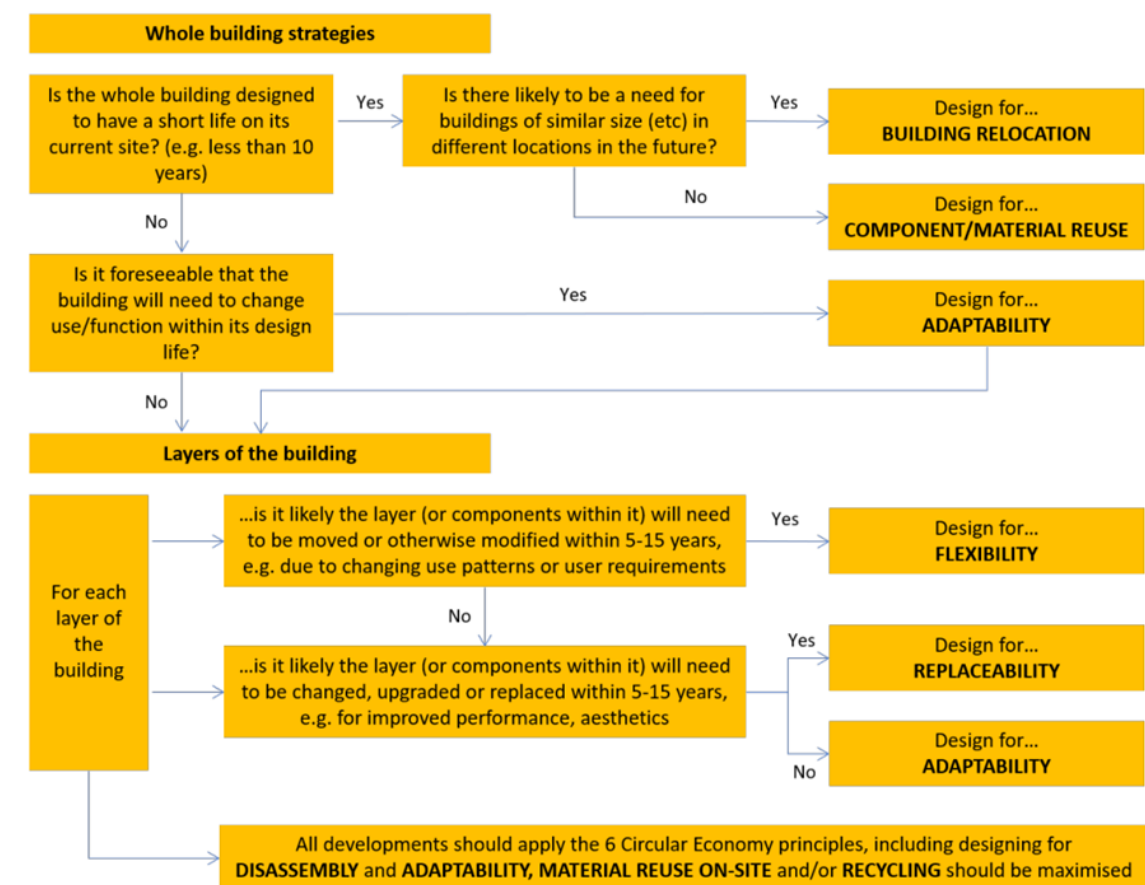 Whole building strategies
Is the whole building designed
to have a short life on its
current site? (e.g. less than 10
years)
Yes
Is there likely to be a need for
buildings of similar size (etc) in
different locations in the future?
Yes
Design for...
BUILDING RELOCATION
No
Design for...
COMPONENT/MATERIAL REUSE
No
Is it foreseeable that the
building will need to change
use/function within its design
life?
Yes
Design for...
ADAPTABILITY
No
Layers of the building
For each
layer of
the
building
...is it likely the layer (or components within it) will need
to be moved or otherwise modified within 5-15 years,
e.g. due to changing use patterns or user requirements
Yes
Design for...
FLEXIBILITY
No
...is it likely the layer (or components within it) will need
to be changed, upgraded or replaced within 5-15 years,
e.g. for improved performance, aesthetics
Yes
Design for...
REPLACEABILITY
No
Design for...
ADAPTABILITY
All developments should apply the 6 Circular Economy principles, including designing for
DISASSEMBLY and ADAPTABILITY, MATERIAL REUSE ON-SITE and/or RECYCLING should be maximised